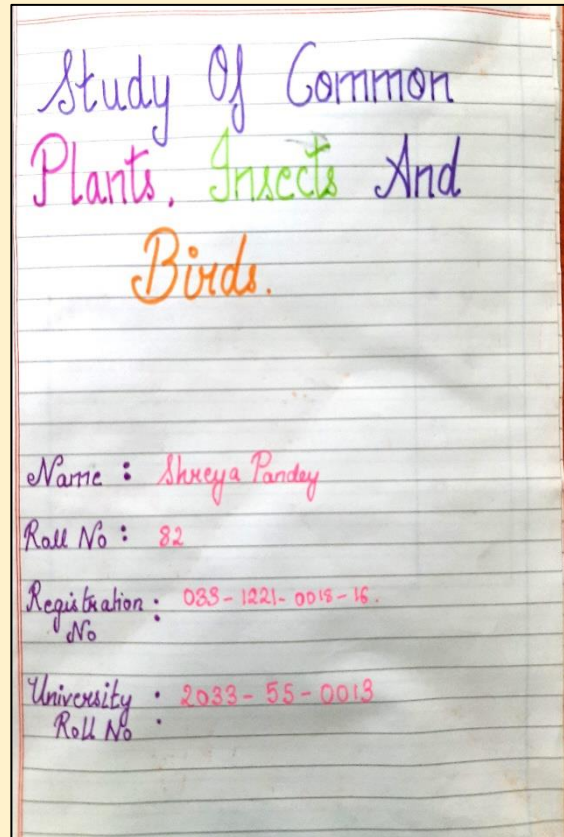 Study Of Common
Plants, Insects And
Birds.
Name : Shreya Pandey
Roll No : 82
Registration : 033-1221-0018-16.
No
University : 2033-55-0013
Roll No